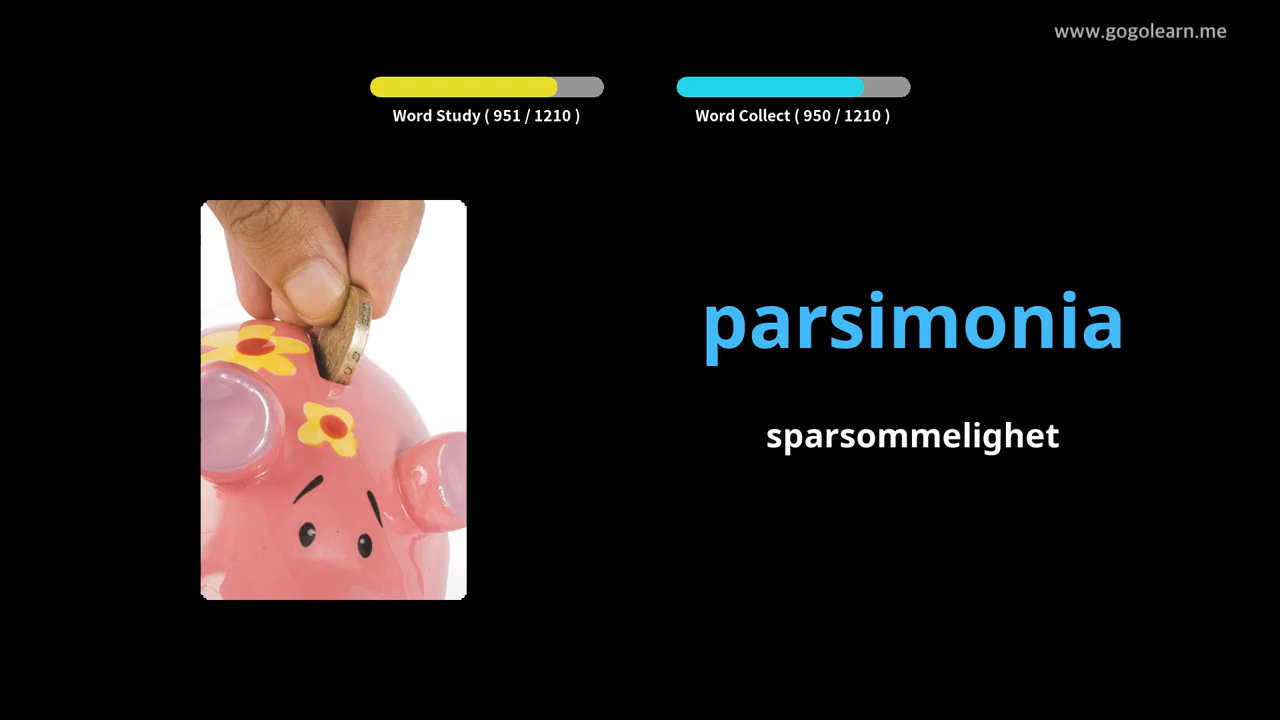 www.gogolearn.me
Word Study ( 951 / 1210 )
Word Collect ( 950 / 1210 )
parsimonia
sparsommelighet